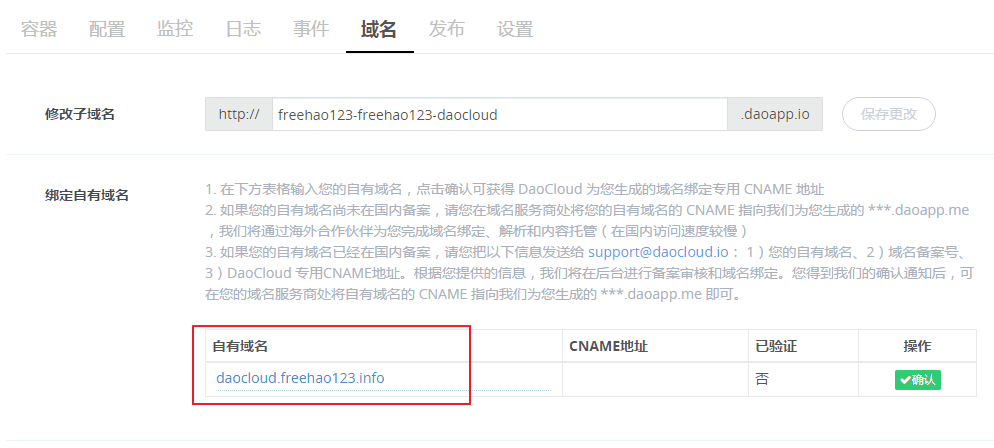 容器 配置 监控 日志 事件 域名 发布 设置
修改子域名 http:// freehao123-freehao123-daocloud .daoapp.io 保存更改
绑定自有域名
1. 在下方表格输入您的自有域名，点击确认可获得 DaoCloud 为您生成的域名绑定专用 CNAME 地址
2. 如果您的自有域名尚未在国内备案，请您在域名服务商处将您的自有域名的 CNAME 指向我们为您生成的 ***.daoapp.me
，我们将通过海外合作伙伴为您完成域名绑定、解析和内容托管（在国内访问速度较慢）
3. 如果您的自有域名已经在国内备案，请您把以下信息发送给 support@daocloud.io： 1）您的自有域名、2）域名备案号、
3）DaoCloud 专用CNAME地址。根据您提供的信息，我们将在后台进行备案审核和域名绑定。您得到我们的确认通知后，可
在您的域名服务商处将自有域名的 CNAME 指向我们为您生成的 ***.daoapp.me 即可。
自有域名 CNAME地址 已验证 操作
daocloud.freehao123.info 否 确认